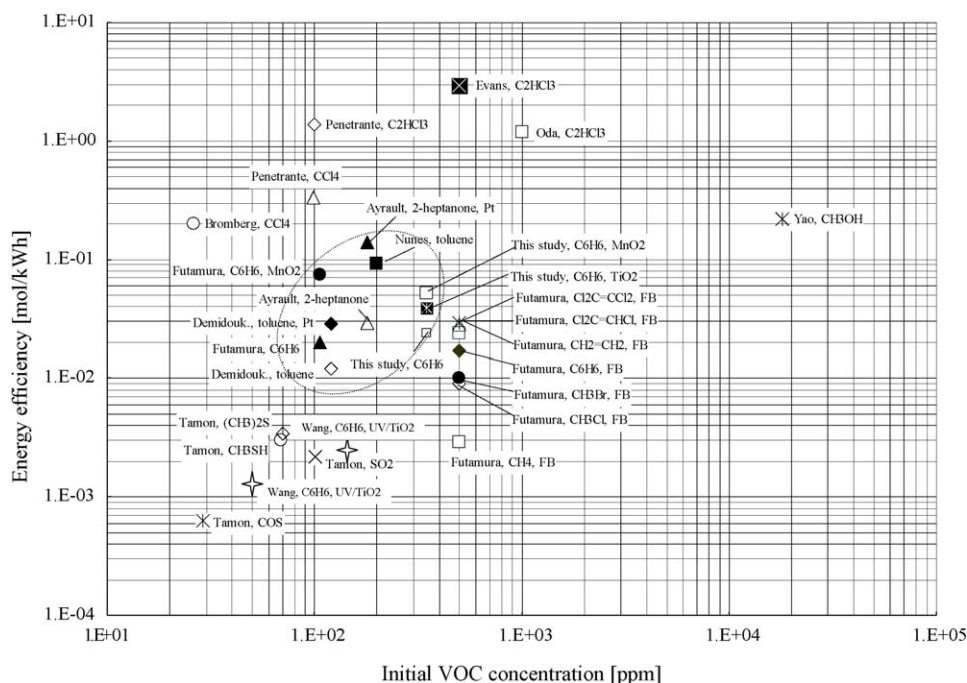 1.E+01
Evans, C2HCl3
Penetrante, C2HCl3
Oda, C2HCl3
1.E+00
Penetrante, CCl4
Ayrault, 2-heptanone, Pt
Bromberg, CCl4
Yao, CH3OH
Nunes, toluene
This study, C6H6, MnO2
1.E-01
Futamura, C6H6, MnO2
This study, C6H6, TiO2
Ayrault, 2-heptanone
Futamura, Cl2C=CCl2, FB
Demidouk., toluene, Pt
Futamura, Cl2C=CHCl, FB
Futamura, C6H6
Futamura, CH2=CH2, FB
This study, C6H6
Futamura, C6H6, FB
Demidouk., toluene
1.E-02
Futamura, CH3Br, FB
Futamura, CH3Cl, FB
Tamon, (CH3)2S
Wang, C6H6, UV/TiO2
Tamon, CH3SH
Tamon, SO2
Futamura, CH4, FB
1.E-03
Wang, C6H6, UV/TiO2
Tamon, COS
1.E-04
1.E+01
1.E+02
1.E+03
1.E+04
1.E+05
Energy efficiency [mol/kWh]
Initial VOC concentration [ppm]